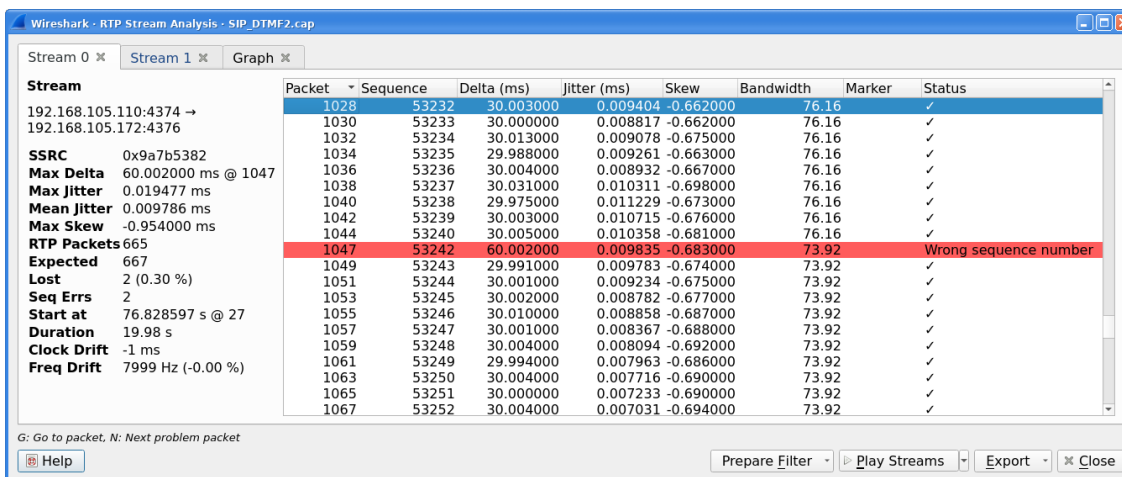 Wireshark · RTP Stream Analysis · SIP_DTMF2.cap
Stream 0 Stream 1 Graph
Stream
192.168.105.110:4374 →
192.168.105.172:4376
SSRC 0x9a7b5382
Max Delta 60.002000 ms @ 1047
Max Jitter 0.019477 ms
Mean Jitter 0.009786 ms
Max Skew -0.954000 ms
RTP Packets 665
Expected 667
Lost 2 (0.30 %)
Seq Errs 2
Start at 76.828597 s @ 27
Duration 19.98 s
Clock Drift -1 ms
Freq Drift 7999 Hz (-0.00 %)
Packet Sequence Delta (ms) Jitter (ms) Skew Bandwidth Marker Status
1028 53232 30.003000 0.009404 -0.662000 76.16 ✓
1030 53233 30.000000 0.008817 -0.662000 76.16 ✓
1032 53234 30.013000 0.009078 -0.675000 76.16 ✓
1034 53235 29.988000 0.009261 -0.663000 76.16 ✓
1036 53236 30.004000 0.008932 -0.667000 76.16 ✓
1038 53237 30.031000 0.010311 -0.698000 76.16 ✓
1040 53238 29.975000 0.011229 -0.673000 76.16 ✓
1042 53239 30.003000 0.010715 -0.676000 76.16 ✓
1044 53240 30.005000 0.010358 -0.681000 76.16 ✓
1047 53242 60.002000 0.009835 -0.683000 73.92 Wrong sequence number
1049 53243 29.991000 0.009783 -0.674000 73.92 ✓
1051 53244 30.001000 0.009234 -0.675000 73.92 ✓
1053 53245 30.002000 0.008782 -0.677000 73.92 ✓
1055 53246 30.010000 0.008858 -0.687000 73.92 ✓
1057 53247 30.001000 0.008367 -0.688000 73.92 ✓
1059 53248 30.004000 0.008094 -0.692000 73.92 ✓
1061 53249 29.994000 0.007963 -0.686000 73.92 ✓
1063 53250 30.004000 0.007716 -0.690000 73.92 ✓
1065 53251 30.000000 0.007233 -0.690000 73.92 ✓
1067 53252 30.004000 0.007031 -0.694000 73.92 ✓
G: Go to packet, N: Next problem packet
Help Prepare Filter Play Streams Export Close